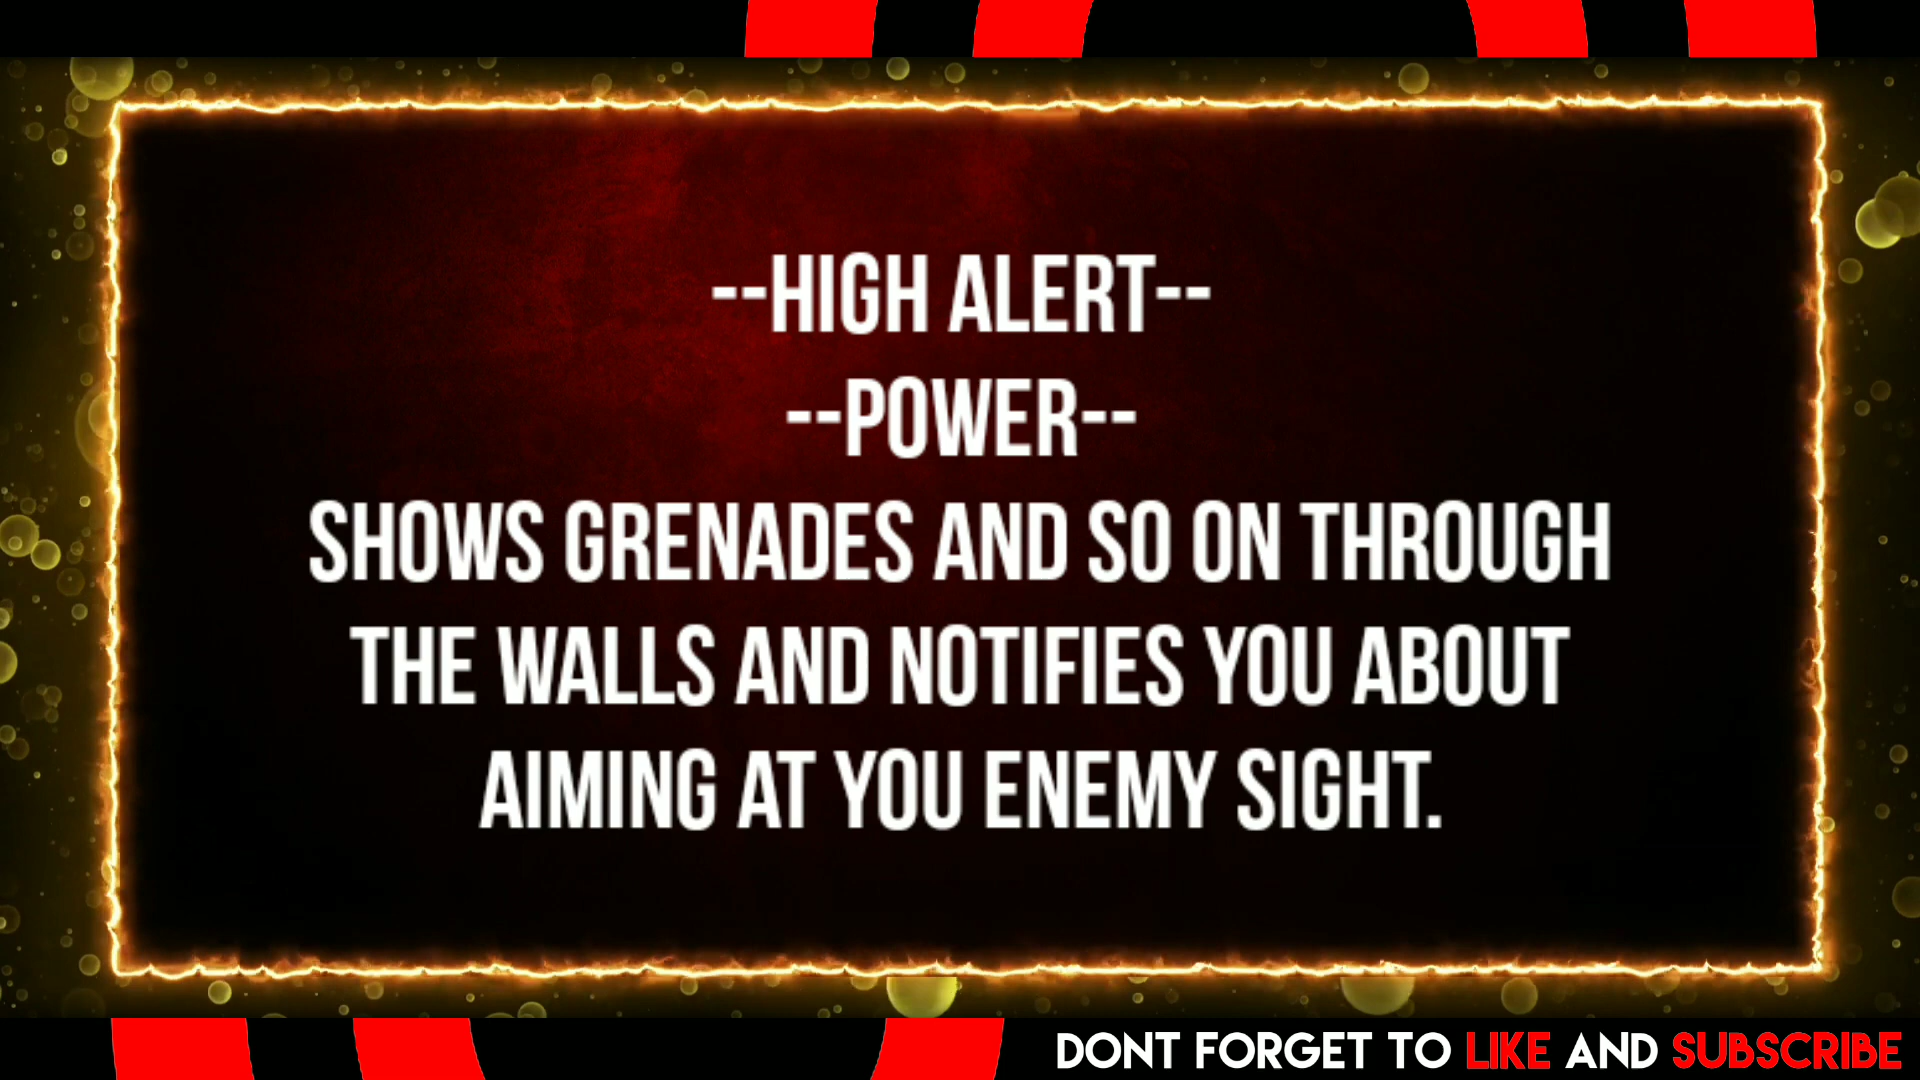 --HIGH ALERT--
--POWER--
SHOWS GRENADES AND SO ON THROUGH
THE WALLS AND NOTIFIES YOU ABOUT
AIMING AT YOU ENEMY SIGHT.
DONT FORGET TO LIKE AND SUBSCRIBE